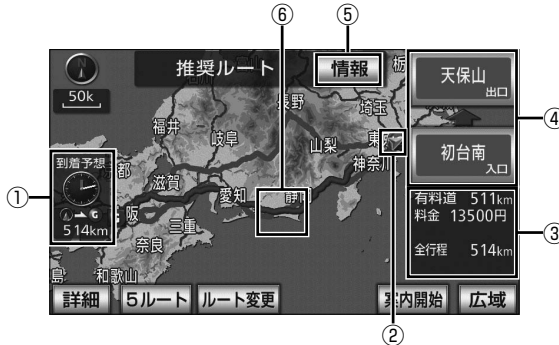 ⑥ ⑤
推奨ルート 情報 栃
50k
天保山
出口
④
長野 埼玉
福井 岐阜 山梨 東
初台南
入口
神奈川
①
到着予想
G
514km
都 滋賀 愛知 静
阪 三重
奈良
有料道 511km
料金 13500円
③
全行程 514km
島 和歌山
詳細 5ルート ルート変更 案内開始 広域
②